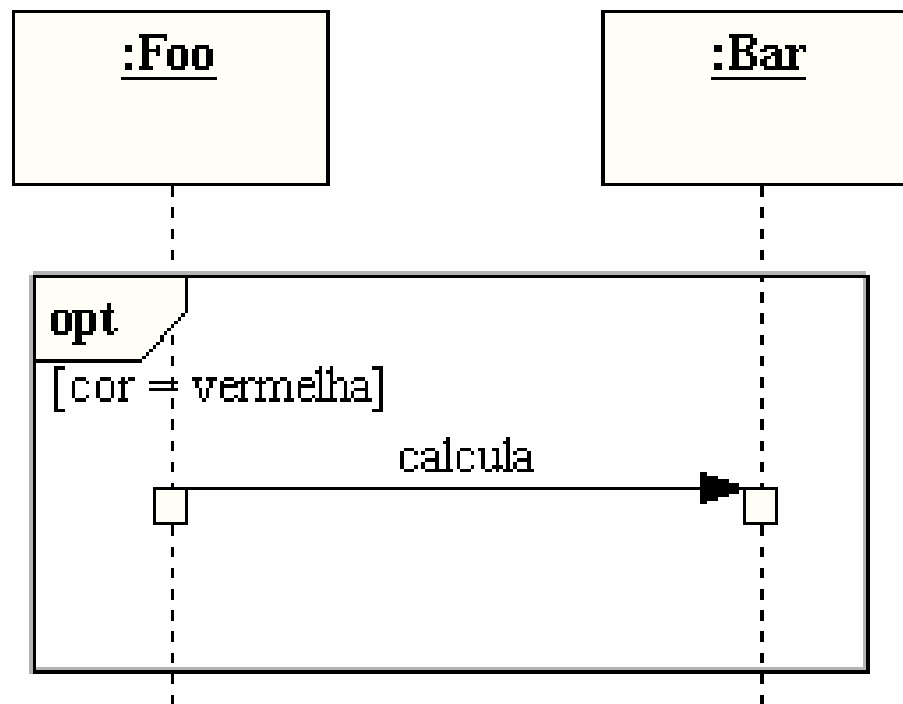 :Foo
:Bar
opt
[cor = vermelha]
calcula